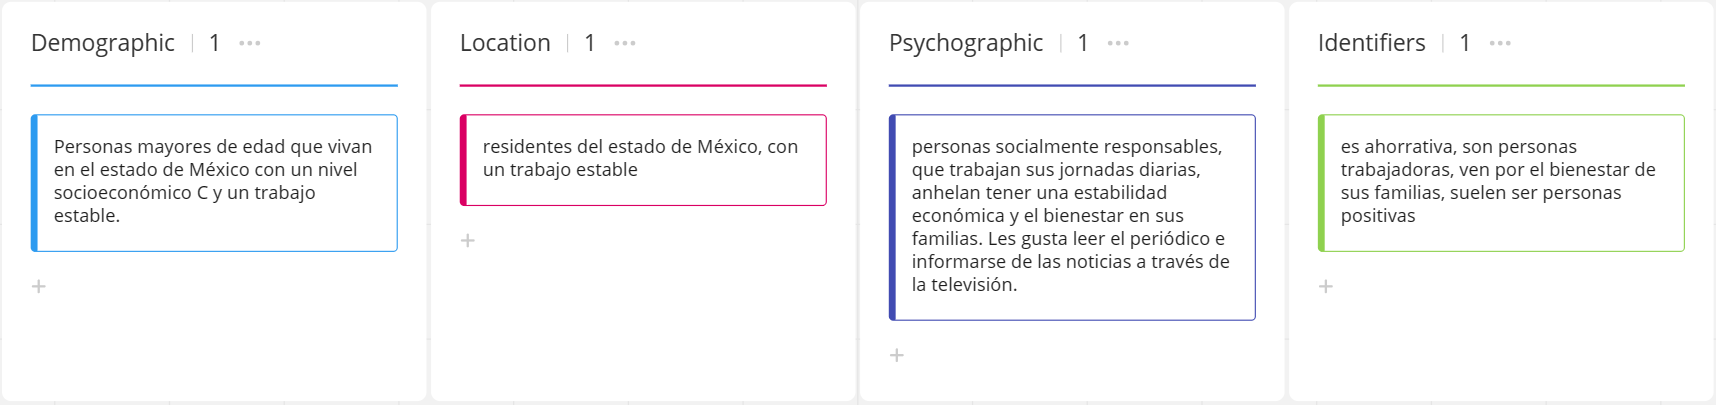 Demographic | 1 ...
Personas mayores de edad que vivan
en el estado de México con un nivel
socioeconómico C y un trabajo
estable.
+
Location | 1 ...
residentes del estado de México, con
un trabajo estable
+
Psychographic | 1 ...
personas socialmente responsables,
que trabajan sus jornadas diarias,
anhelan tener una estabilidad
económica y el bienestar en sus
familias. Les gusta leer el periódico e
informarse de las noticias a través de
la televisión.
+
Identifiers | 1 ...
es ahorrativa, son personas
trabajadoras, ven por el bienestar de
sus familias, suelen ser personas
positivas
+